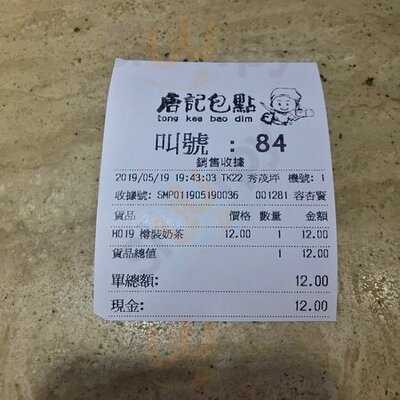 唐記包點
tong kee bao dim
叫號 : 84
銷售收據
2019/05/19 19:43:03 TK22 秀茂坪 機號: 1
收據號: SMP011905190036 001281 容杏賢
貨品 價格 數量 金額
H019 樽裝奶茶 12.00 1 12.00
貨品總值 1 12.00
單總額: 12.00
現金: 12.00